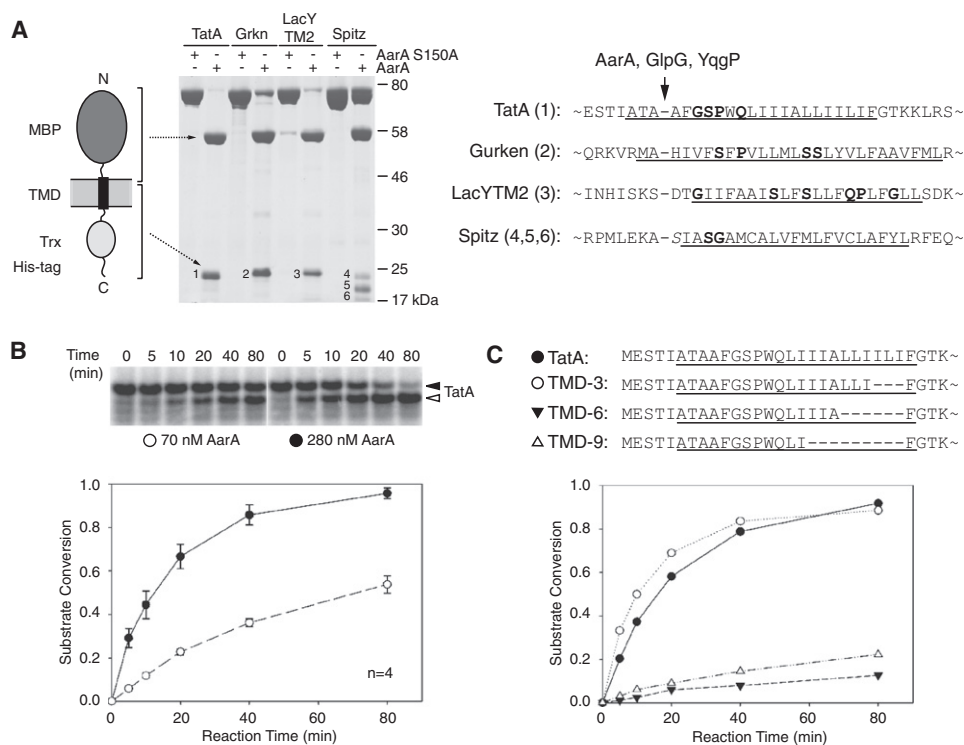 A
LacY
TatA Grkn TM2 Spitz
+ - + - + - + - AarA S150A
- + - + - + - + AarA
80
58
46
30
25
17 kDa
N
MBP
TMD
Trx
His-tag
C
1 2 3 4
5
6
AarA, GlpG, YqgP
TatA (1): ~ESTIATA-AFGSPWQLIIIALLIILIFGTKKLRS~
Gurken (2): ~QRKVRMA-HIVFSFPVLLMLSSLYVLFAAVFMLR~
LacYTM2 (3): ~INHISKS-DTGIIFAAISLFSLLFQPLFGLLSDK~
Spitz (4,5,6): ~RPMLEKA-SIASGAMCALVFMLFVCLAFYLRFEQ~
B
Time (min) 0 5 10 20 40 80 0 5 10 20 40 80
TatA
70 nM AarA 280 nM AarA
Substrate Conversion
1.0
0.8
0.6
0.4
0.2
0.0
n=4
0 20 40 60 80
Reaction Time (min)
C
TatA: MESTIATAAFGSPWQLIIIALLIILIFGTK~
TMD-3: MESTIATAAFGSPWQLIIIALLI---FGTK~
TMD-6: MESTIATAAFGSPWQLIIIA------FGTK~
TMD-9: MESTIATAAFGSPWQLI---------FGTK~
Substrate Conversion
1.0
0.8
0.6
0.4
0.2
0.0
0 20 40 60 80
Reaction Time (min)